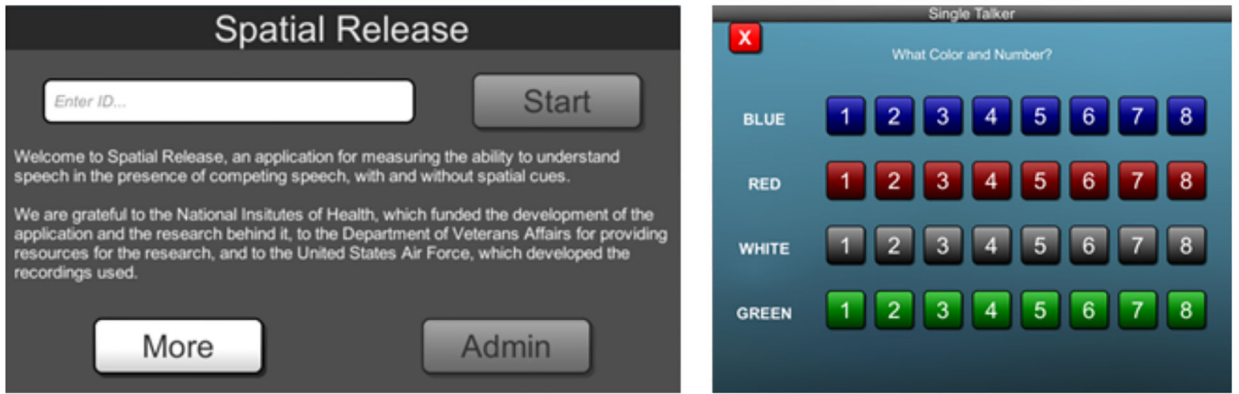 Spatial Release
Enter ID...
Start
Welcome to Spatial Release, an application for measuring the ability to understand
speech in the presence of competing speech, with and without spatial cues.
We are grateful to the National Insitutes of Health, which funded the development of the
application and the research behind it, to the Department of Veterans Affairs for providing
resources for the research, and to the United States Air Force, which developed the
recordings used.
More
Admin
Single Talker
X
What Color and Number?
BLUE 1 2 3 4 5 6 7 8
RED 1 2 3 4 5 6 7 8
WHITE 1 2 3 4 5 6 7 8
GREEN 1 2 3 4 5 6 7 8